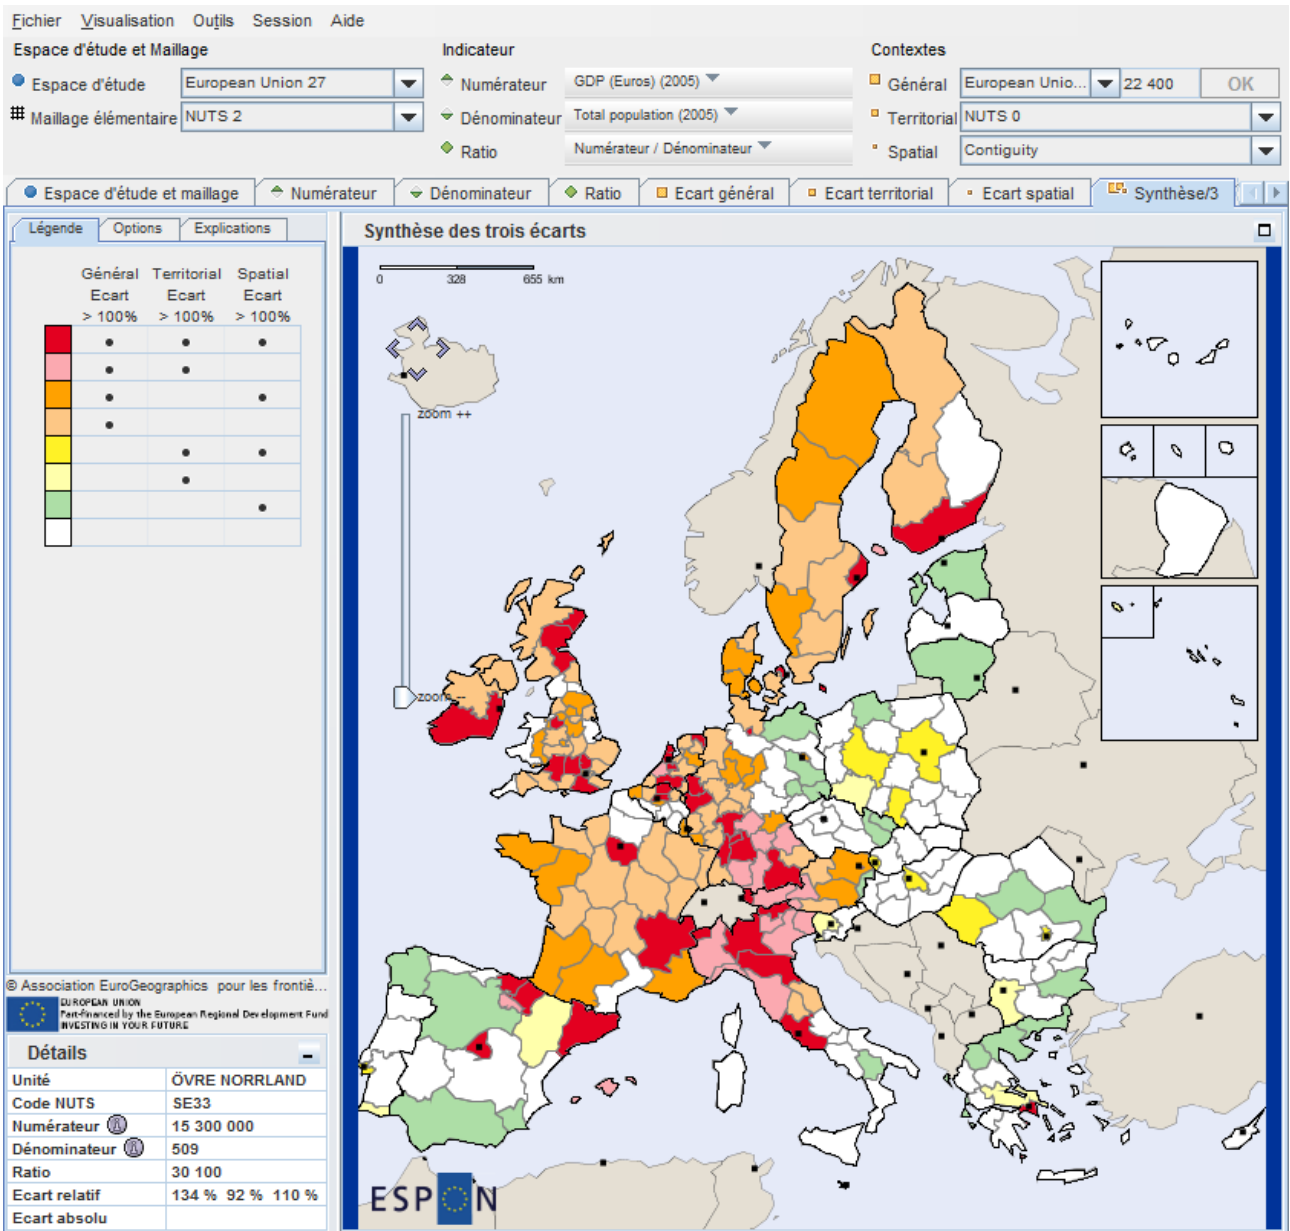 Fichier Visualisation Outils Session Aide
Espace d'étude et Maillage Indicateur Contextes
Espace d'étude European Union 27 Numérateur GDP (Euros) (2005) Général European Unio... 22 400 OK
Maillage élémentaire NUTS 2 Dénominateur Total population (2005) Territorial NUTS 0
Ratio Numérateur / Dénominateur Spatial Contiguity
Espace d'étude et maillage Numérateur Dénominateur Ratio Ecart général Ecart territorial Ecart spatial Synthèse/3
Légende Options Explications
Synthèse des trois écarts
Général Territorial Spatial
Ecart Ecart Ecart
> 100% > 100% > 100%
0 328 655 km
zoom ++
zoom --
© Association EuroGeographics pour les frontiè...
EUROPEAN UNION
Part-financed by the European Regional Development Fund
INVESTING IN YOUR FUTURE
Détails
Unité ÖVRE NORRLAND
Code NUTS SE33
Numérateur 15 300 000
Dénominateur 509
Ratio 30 100
Ecart relatif 134 % 92 % 110 %
Ecart absolu
ESPON